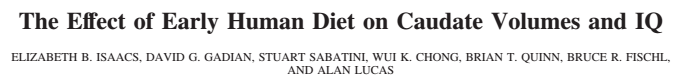 The Effect of Early Human Diet on Caudate Volumes and IQ
ELIZABETH B. ISAACS, DAVID G. GADIAN, STUART SABATINI, WUI K. CHONG, BRIAN T. QUINN, BRUCE R. FISCHL,
AND ALAN LUCAS